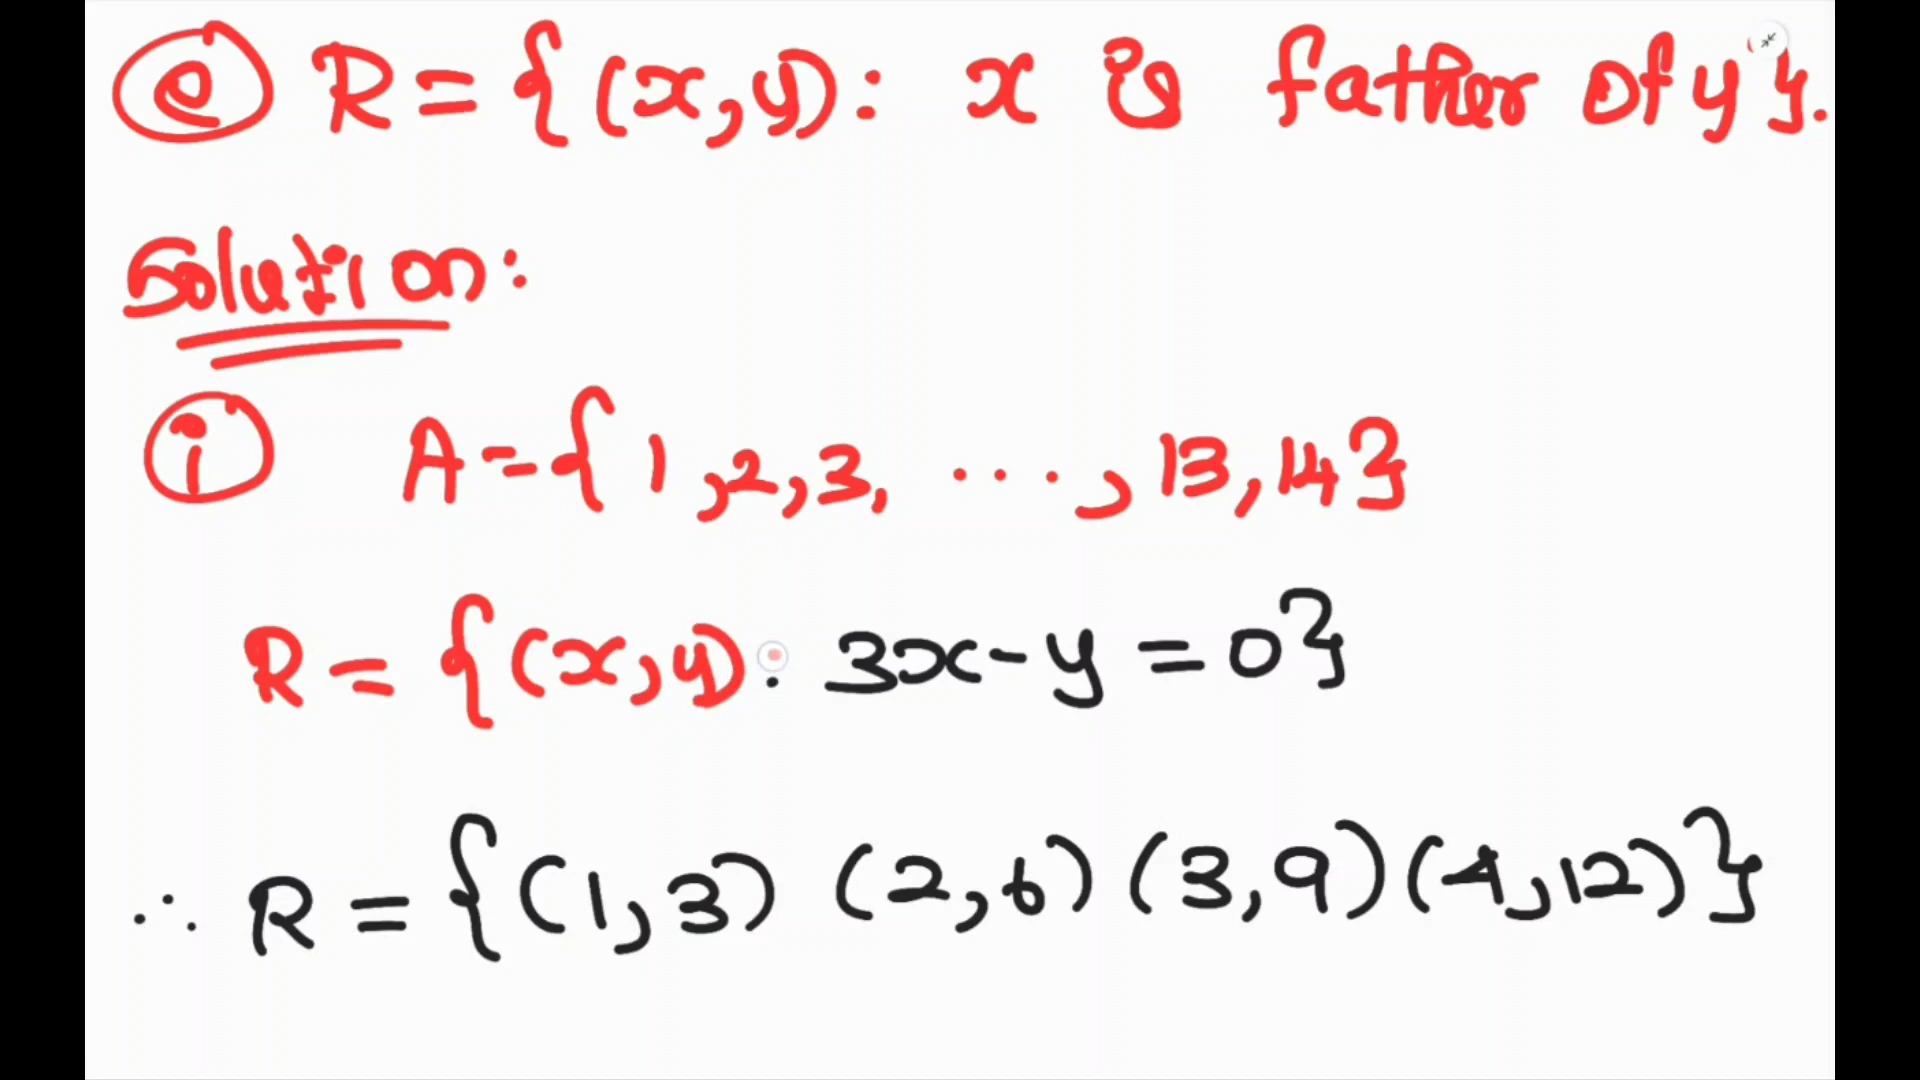 e R = {(x,y): x is father of y}.
Solution:
i A = {1,2,3, ...,13,14}
R = {(x,y): 3x-y=0}
∴ R = {(1,3) (2,6) (3,9) (4,12)}